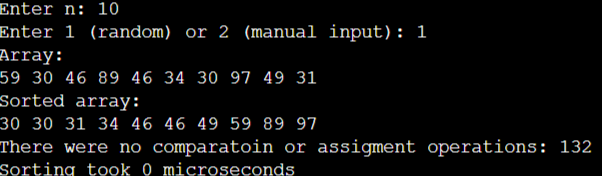 Enter n: 10
Enter 1 (random) or 2 (manual input): 1
Array:
59 30 46 89 46 34 30 97 49 31
Sorted array:
30 30 31 34 46 46 49 59 89 97
There were no comparatoin or assigment operations: 132
Sorting took 0 microseconds